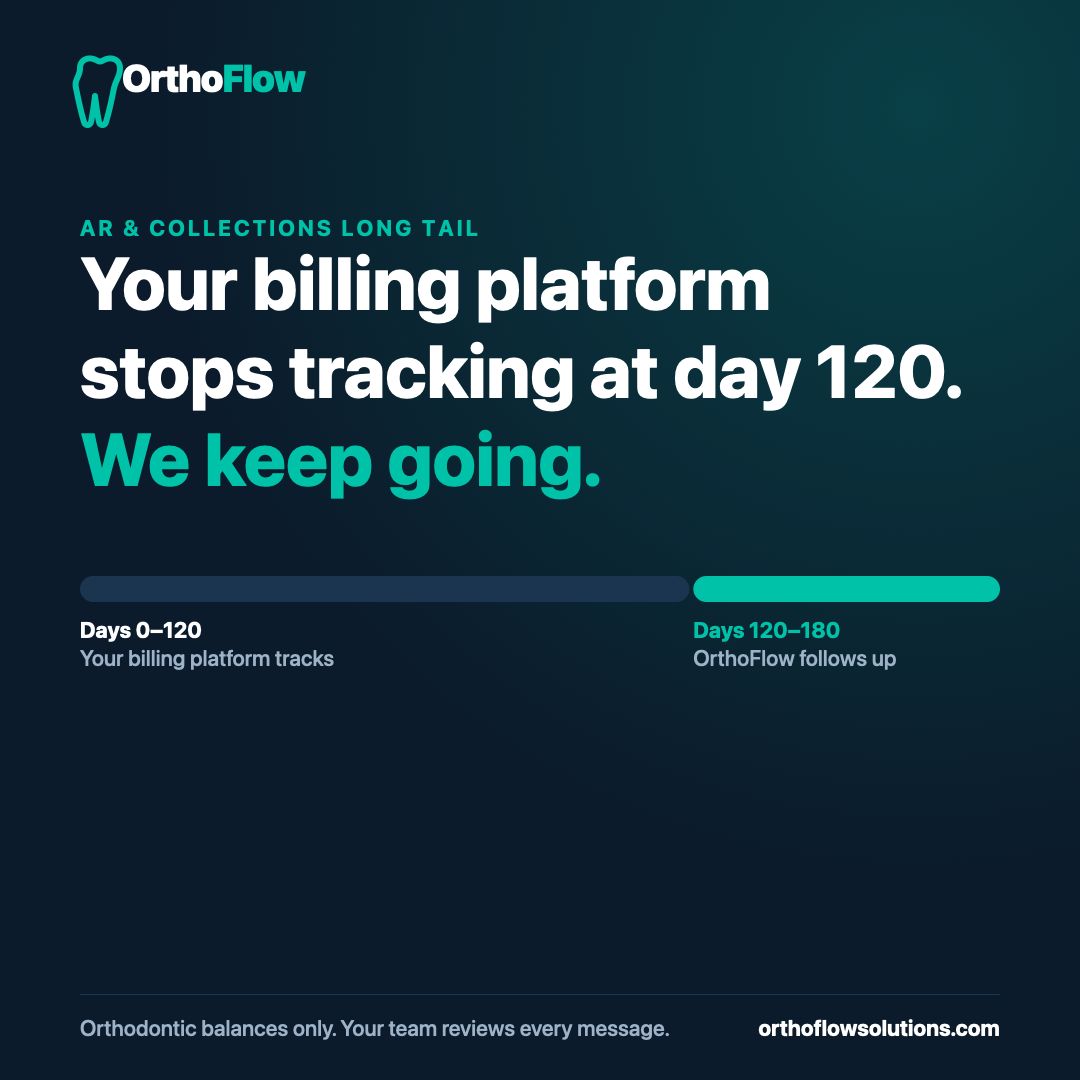 OrthoFlow
AR & COLLECTIONS LONG TAIL
Your billing platform
stops tracking at day 120.
We keep going.
Days 0–120
Your billing platform tracks
Days 120–180
OrthoFlow follows up
Orthodontic balances only. Your team reviews every message.
orthoflowsolutions.com